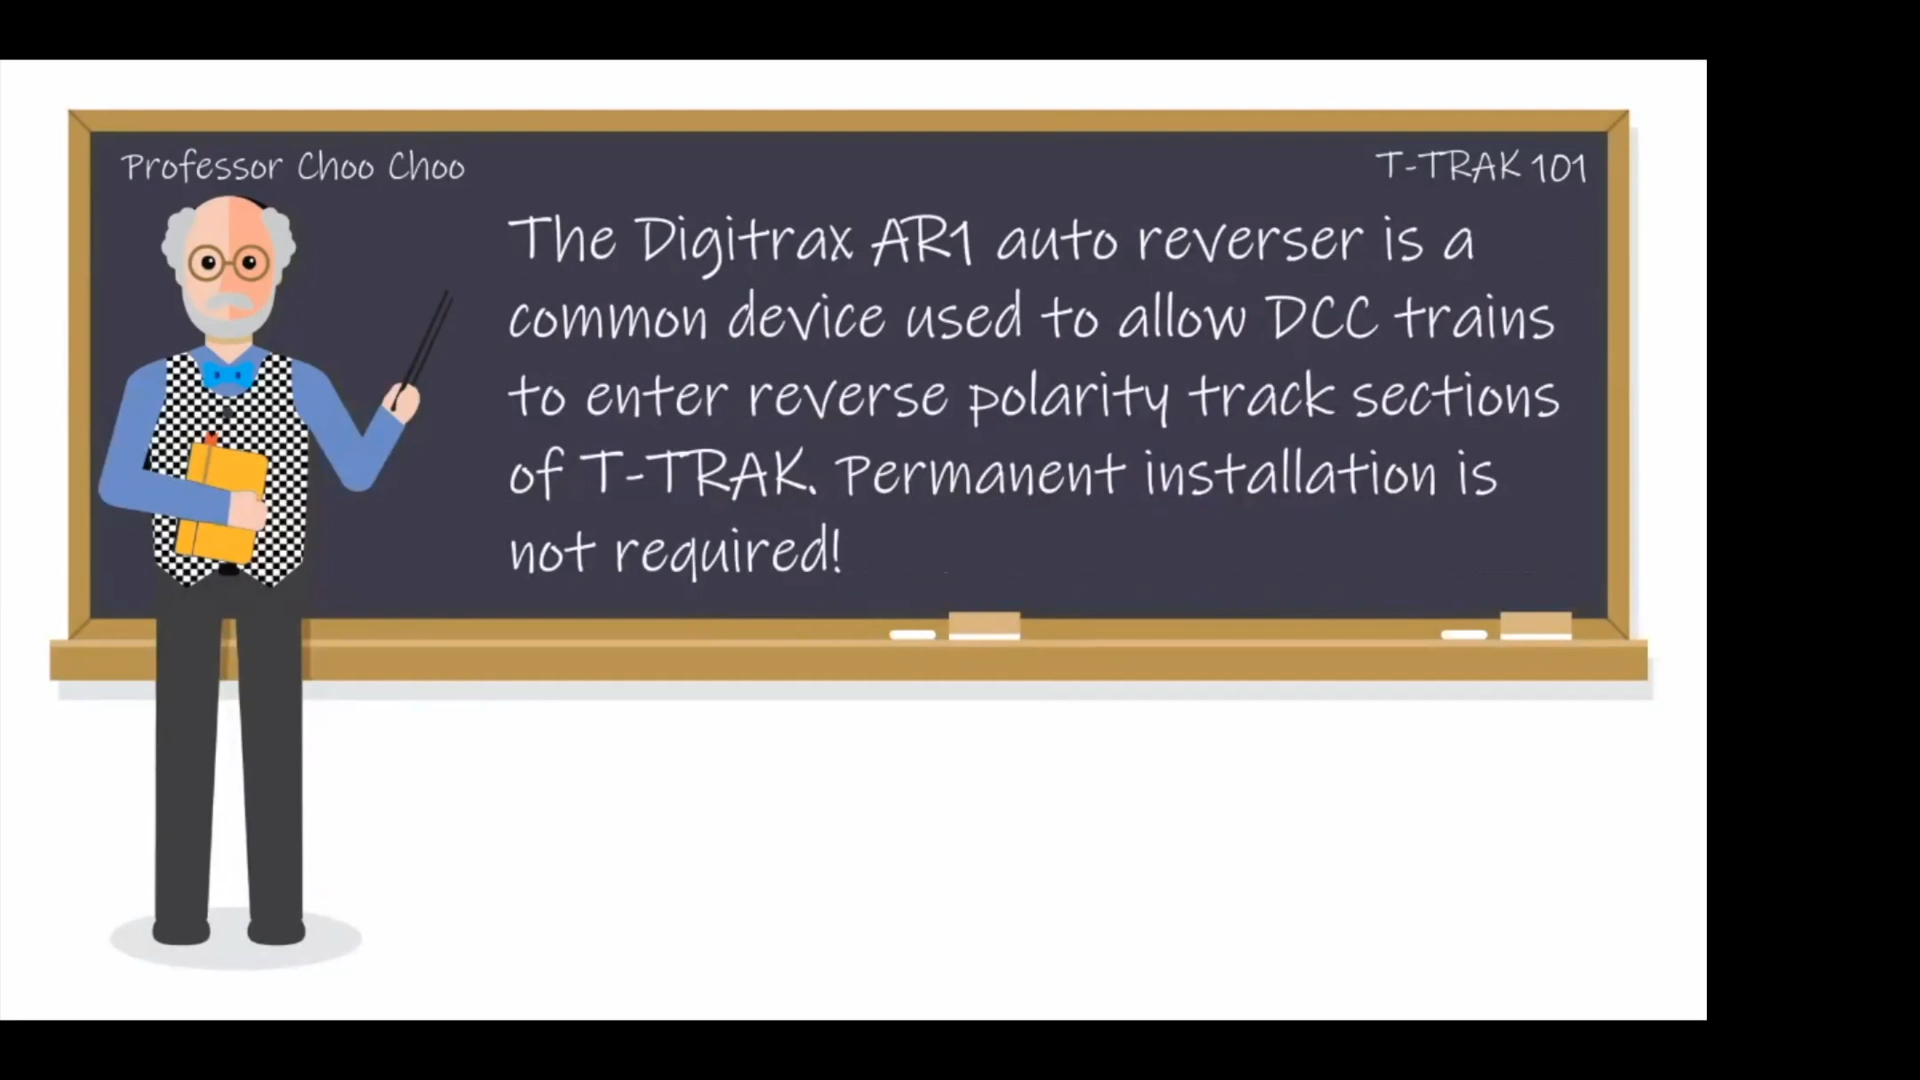 Professor Choo Choo
T-TRAK 101
The Digitrax AR1 auto reverser is a
common device used to allow DCC trains
to enter reverse polarity track sections
of T-TRAK. Permanent installation is
not required!